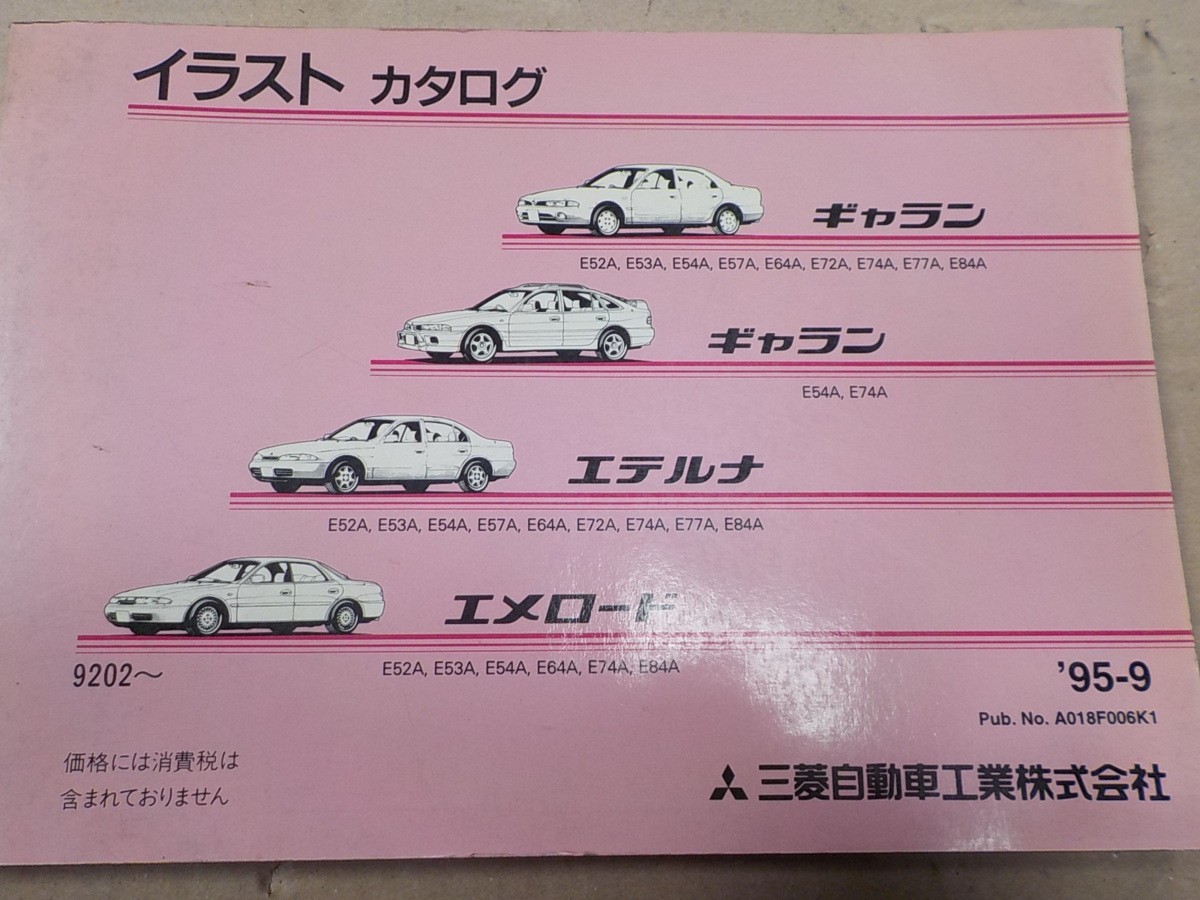 イラスト カタログ
ギャラン
E52A, E53A, E54A, E57A, E64A, E72A, E74A, E77A, E84A
ギャラン
E54A, E74A
エテルナ
E52A, E53A, E54A, E57A, E64A, E72A, E74A, E77A, E84A
エメロード
E52A, E53A, E54A, E64A, E74A, E84A
9202〜
'95-9
Pub. No. A018F006K1
価格には消費税は
含まれておりません
三菱自動車工業株式会社